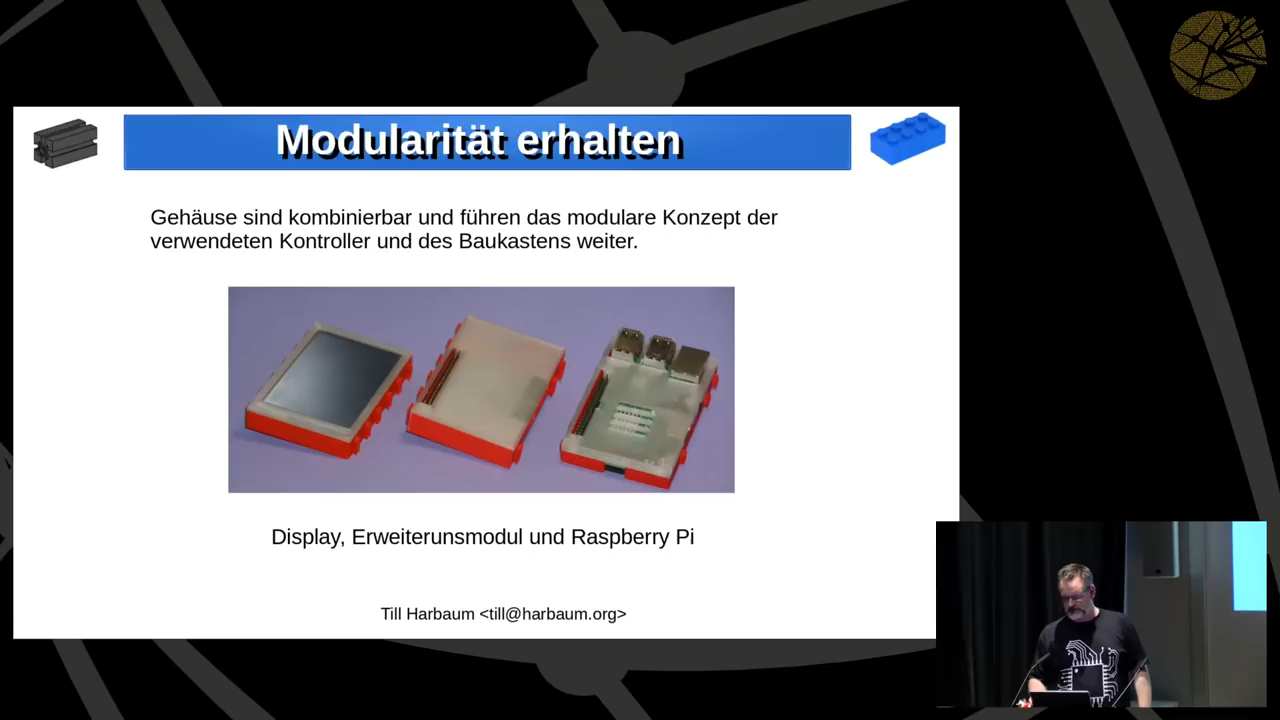 Modularität erhalten
Gehäuse sind kombinierbar und führen das modulare Konzept der
verwendeten Kontroller und des Baukastens weiter.
Display, Erweiterunsmodul und Raspberry Pi
Till Harbaum <till@harbaum.org>